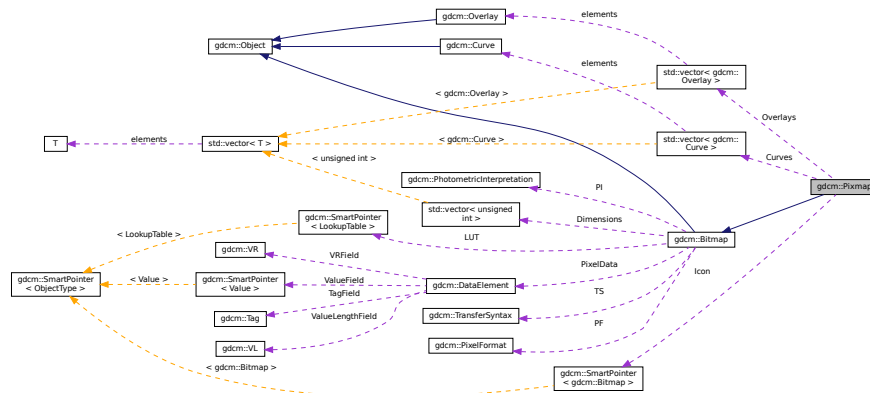 gdcm::Overlay
elements
gdcm::Object
gdcm::Curve
elements
std::vector< gdcm::
Overlay >
< gdcm::Overlay >
Overlays
T
elements
std::vector< T >
< gdcm::Curve >
std::vector< gdcm::
Curve >
Curves
< unsigned int >
gdcm::PhotometricInterpretation
PI
gdcm::Pixmap
std::vector< unsigned
int >
Dimensions
gdcm::SmartPointer
< LookupTable >
< LookupTable >
LUT
gdcm::Bitmap
gdcm::VR
VRField
PixelData
Icon
gdcm::SmartPointer
< ObjectType >
< Value >
gdcm::SmartPointer
< Value >
ValueField
gdcm::DataElement
TagField
TS
gdcm::Tag
ValueLengthField
gdcm::TransferSyntax
PF
gdcm::VL
gdcm::PixelFormat
< gdcm::Bitmap >
gdcm::SmartPointer
< gdcm::Bitmap >